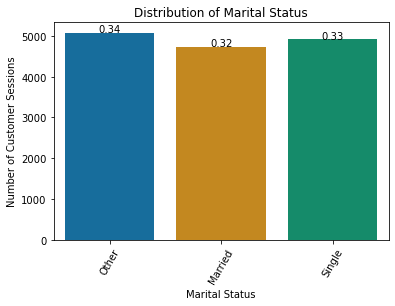 Distribution of Marital Status
Number of Customer Sessions
5000
4000
3000
2000
1000
0
0.34
0.32
0.33
Other
Married
Single
Marital Status